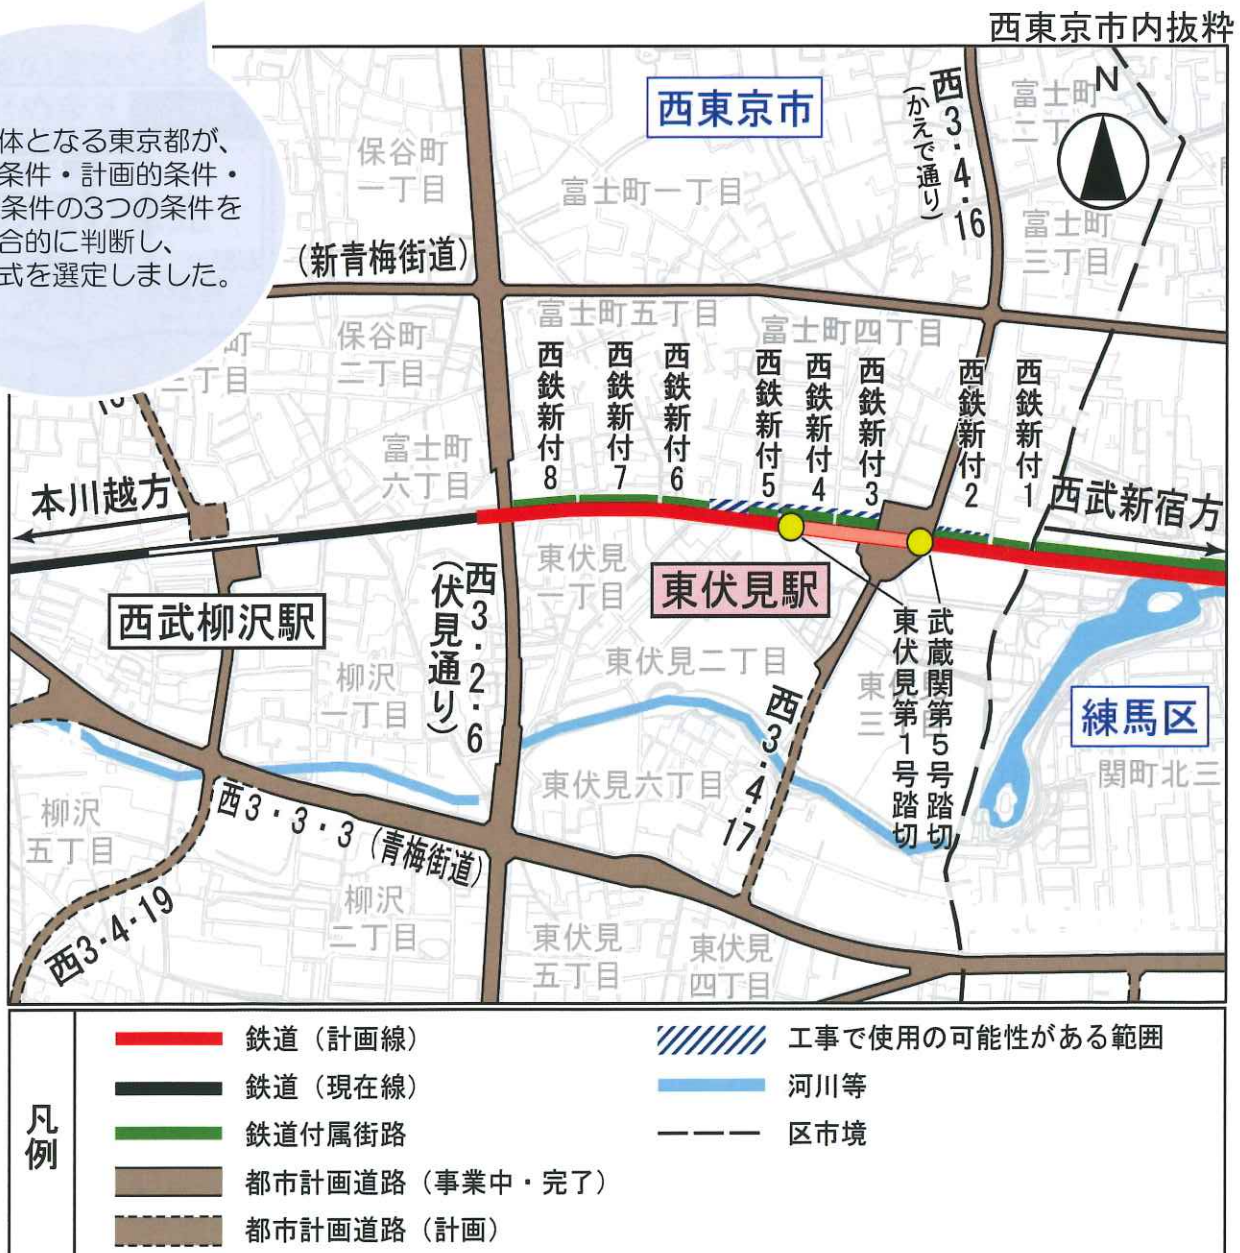 西東京市内抜粋
体となる東京都が、
条件・計画的条件・
条件の3つの条件を
合的に判断し、
式を選定しました。
西東京市
N
西3・4・16
(かえで通り)
富士町
二丁目
保谷町
一丁目
富士町一丁目
富士町
三丁目
(新青梅街道)
富士町五丁目
富士町四丁目
保谷町
二丁目
町
三丁目
西鉄新付8
西鉄新付7
西鉄新付6
西鉄新付5
西鉄新付4
西鉄新付3
西鉄新付2
西鉄新付1
富士町
六丁目
本川越方
西武新宿方
東伏見
一丁目
東伏見駅
西武柳沢駅
西3・2・6
(伏見通り)
武蔵関第5号踏切
東伏見第1号踏切
東伏見二丁目
柳沢
一丁目
西3・4・17
練馬区
関町北三
東伏見六丁目
柳沢
五丁目
西3・3・3(青梅街道)
西3・4・19
柳沢
二丁目
東伏見
五丁目
東伏見
四丁目
凡例
鉄道(計画線)
鉄道(現在線)
鉄道付属街路
都市計画道路(事業中・完了)
都市計画道路(計画)
工事で使用の可能性がある範囲
河川等
区市境